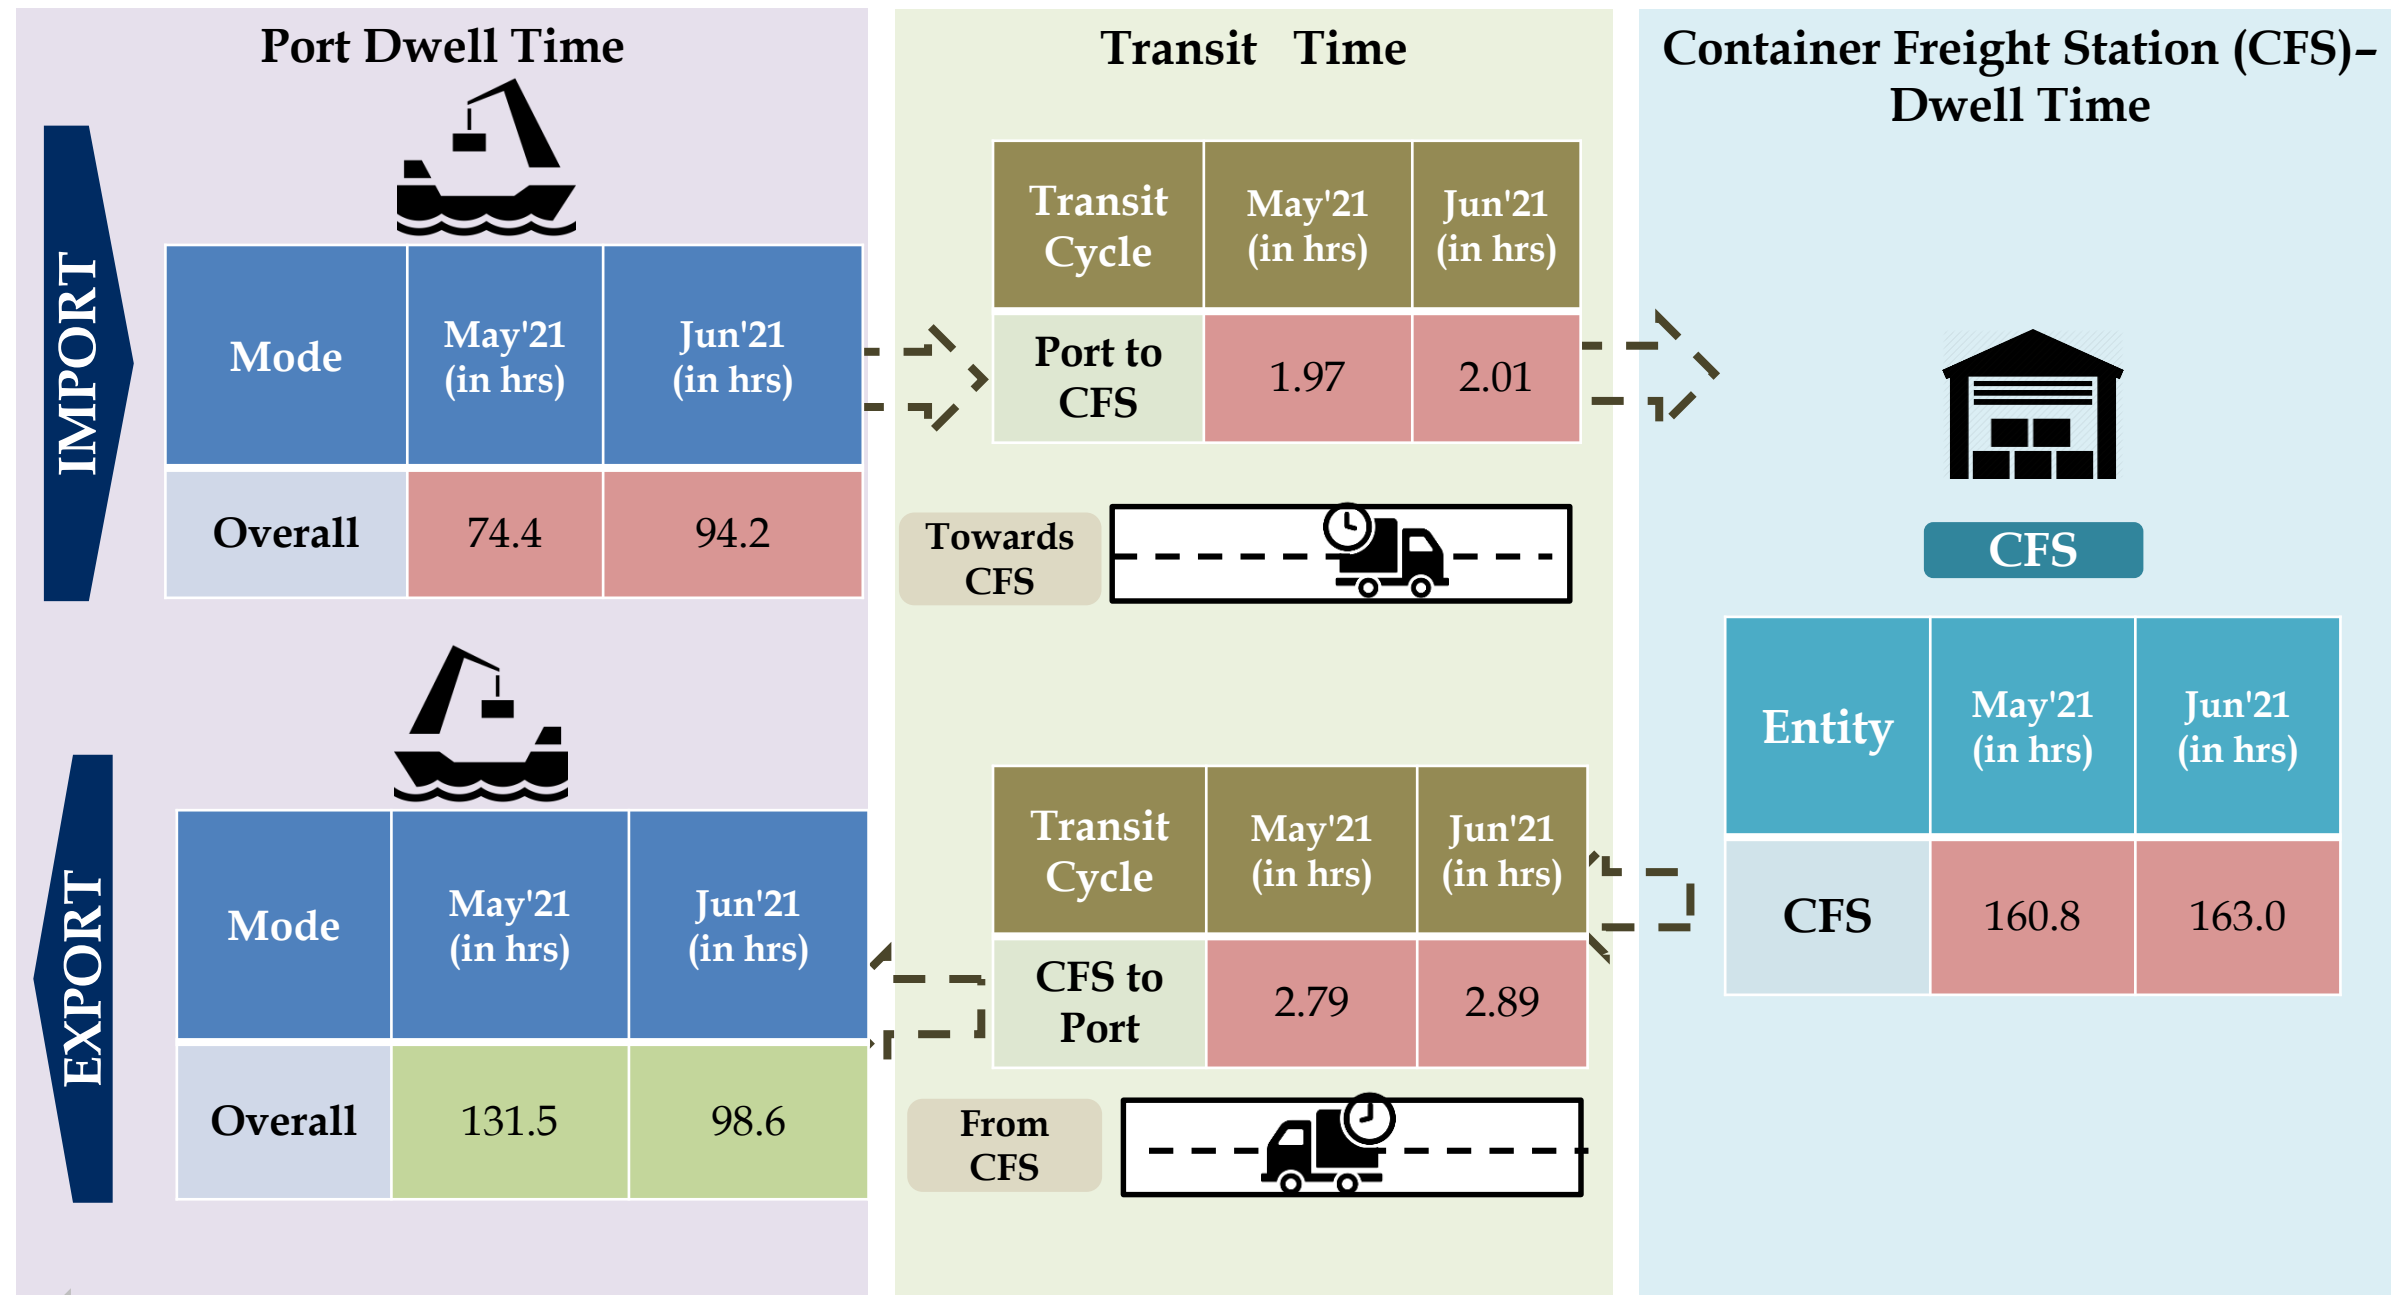 Port Dwell Time
IMPORT
Mode
May'21
(in hrs)
Jun'21
(in hrs)
Overall
74.4
94.2
EXPORT
Mode
May'21
(in hrs)
Jun'21
(in hrs)
Overall
131.5
98.6
Transit Time
Transit
Cycle
May'21
(in hrs)
Jun'21
(in hrs)
Port to
CFS
1.97
2.01
Towards
CFS
Transit
Cycle
May'21
(in hrs)
Jun'21
(in hrs)
CFS to
Port
2.79
2.89
From
CFS
Container Freight Station (CFS)–
Dwell Time
CFS
Entity
May'21
(in hrs)
Jun'21
(in hrs)
CFS
160.8
163.0